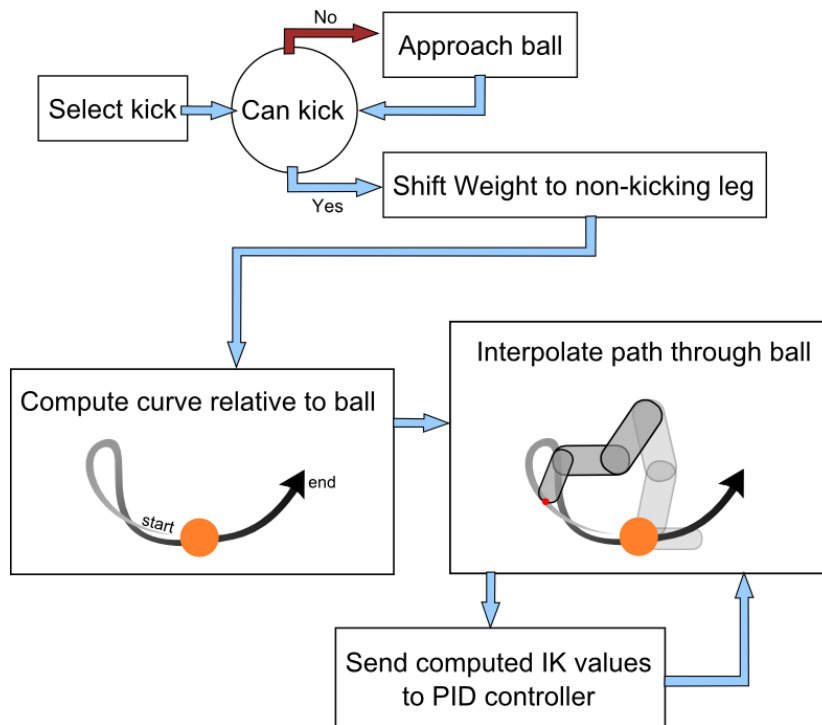 No
Approach ball
Select kick
Can kick
Yes
Shift Weight to non-kicking leg
Compute curve relative to ball
start
end
Interpolate path through ball
Send computed IK values
to PID controller